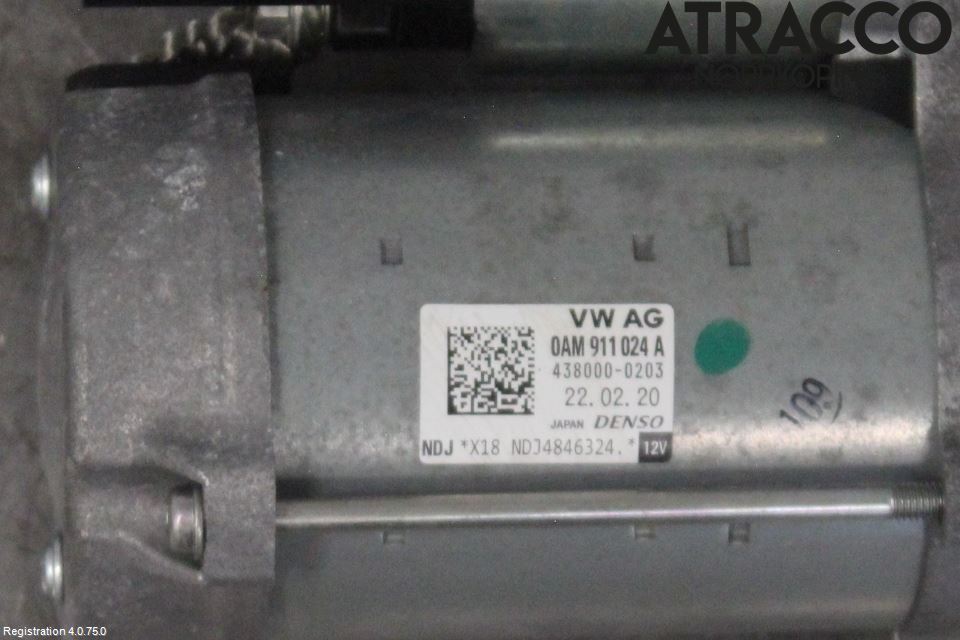 ATRACCO
NORRKÖPING
VW AG
0AM 911 024 A
438000-0203
22.02.20
JAPAN DENSO
NDJ *X18 NDJ4846324.* 12V
109
Registration 4.0.75.0